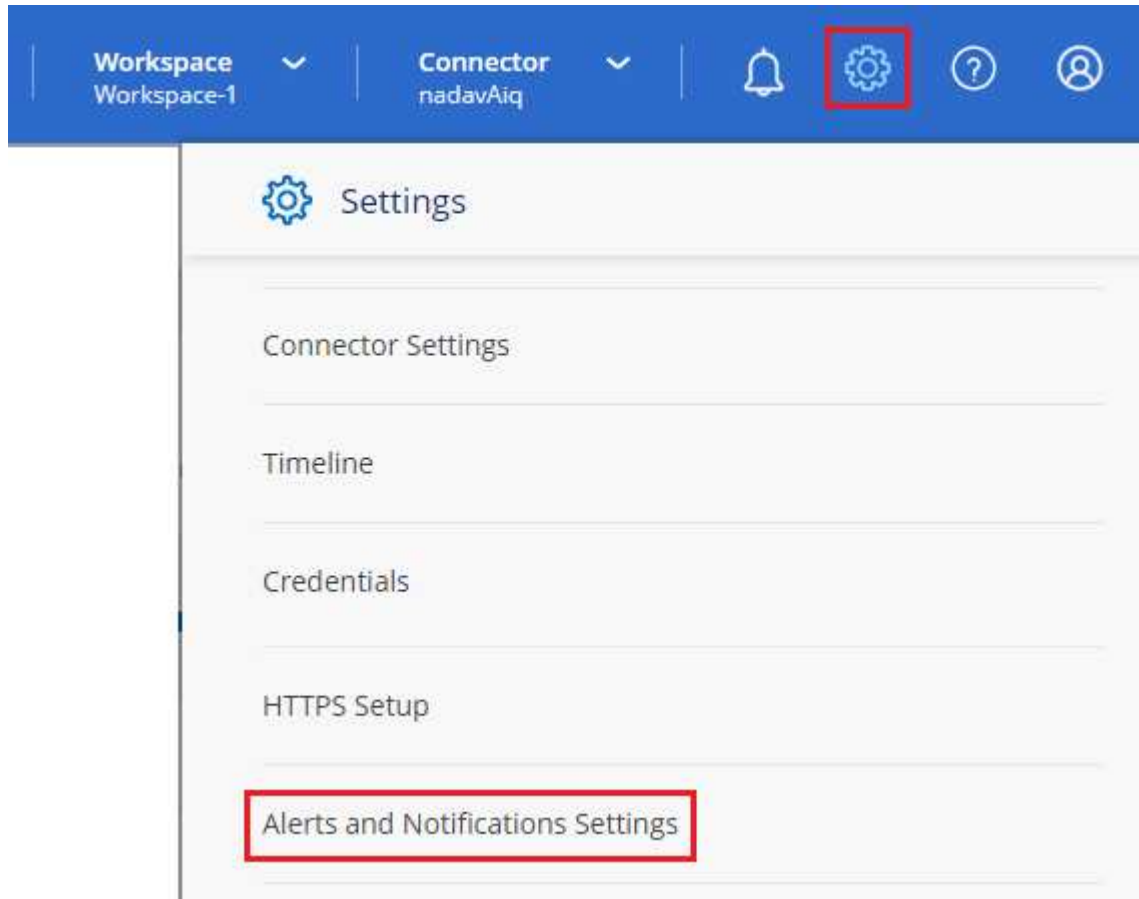 Workspace
Workspace-1
Connector
nadavAiq
Settings
Connector Settings
Timeline
Credentials
HTTPS Setup
Alerts and Notifications Settings